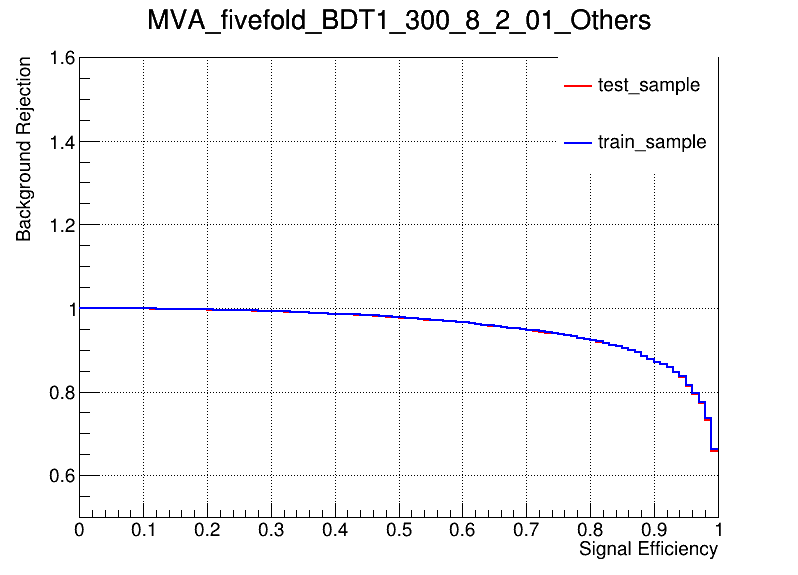 MVA_fivefold_BDT1_300_8_2_01_Others
Background Rejection
1.6
1.4
1.2
1
0.8
0.6
test_sample
train_sample
0 0.1 0.2 0.3 0.4 0.5 0.6 0.7 0.8 0.9 1
Signal Efficiency